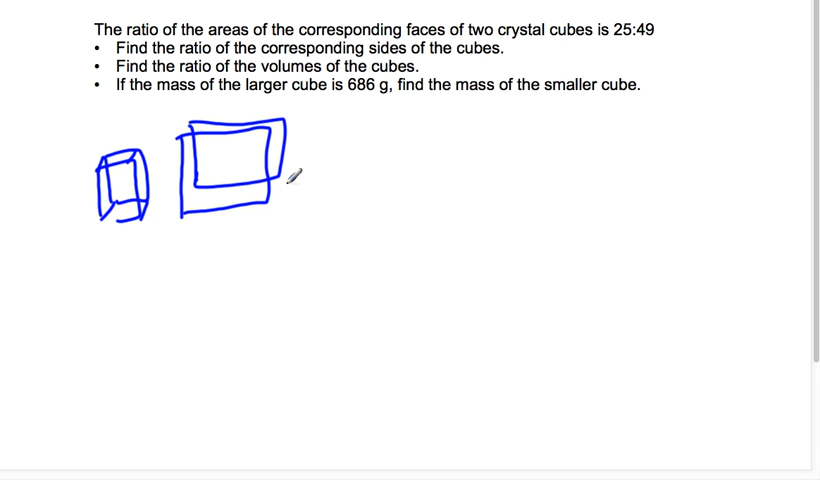 The ratio of the areas of the corresponding faces of two crystal cubes is 25:49
• Find the ratio of the corresponding sides of the cubes.
• Find the ratio of the volumes of the cubes.
• If the mass of the larger cube is 686 g, find the mass of the smaller cube.